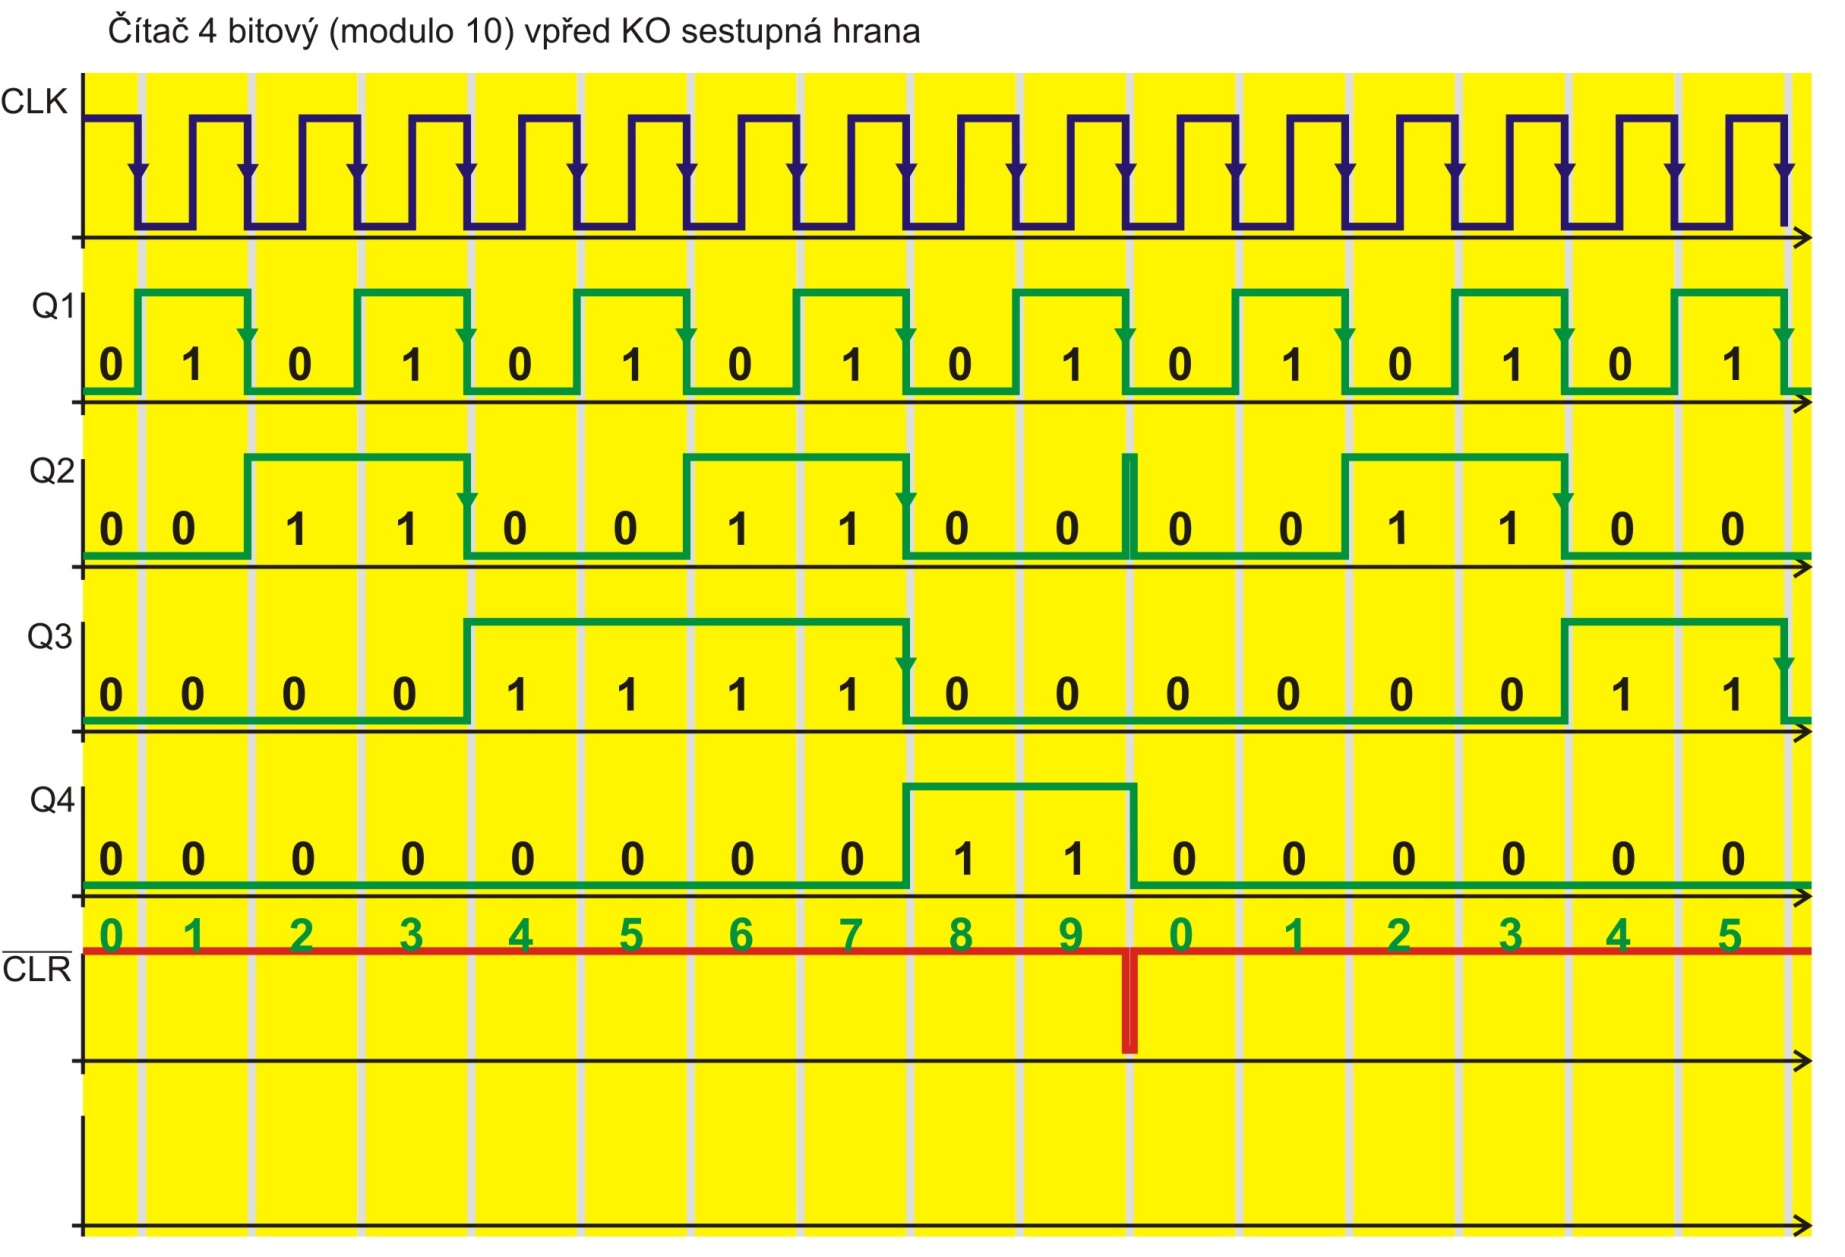 Čítač 4 bitový (modulo 10) vpřed KO sestupná hrana
CLK
Q1 0 1 0 1 0 1 0 1 0 1 0 1 0 1 0 1
Q2 0 0 1 1 0 0 1 1 0 0 0 0 1 1 0 0
Q3 0 0 0 0 1 1 1 1 0 0 0 0 0 0 1 1
Q4 0 0 0 0 0 0 0 0 1 1 0 0 0 0 0 0
0 1 2 3 4 5 6 7 8 9 0 1 2 3 4 5
CLR